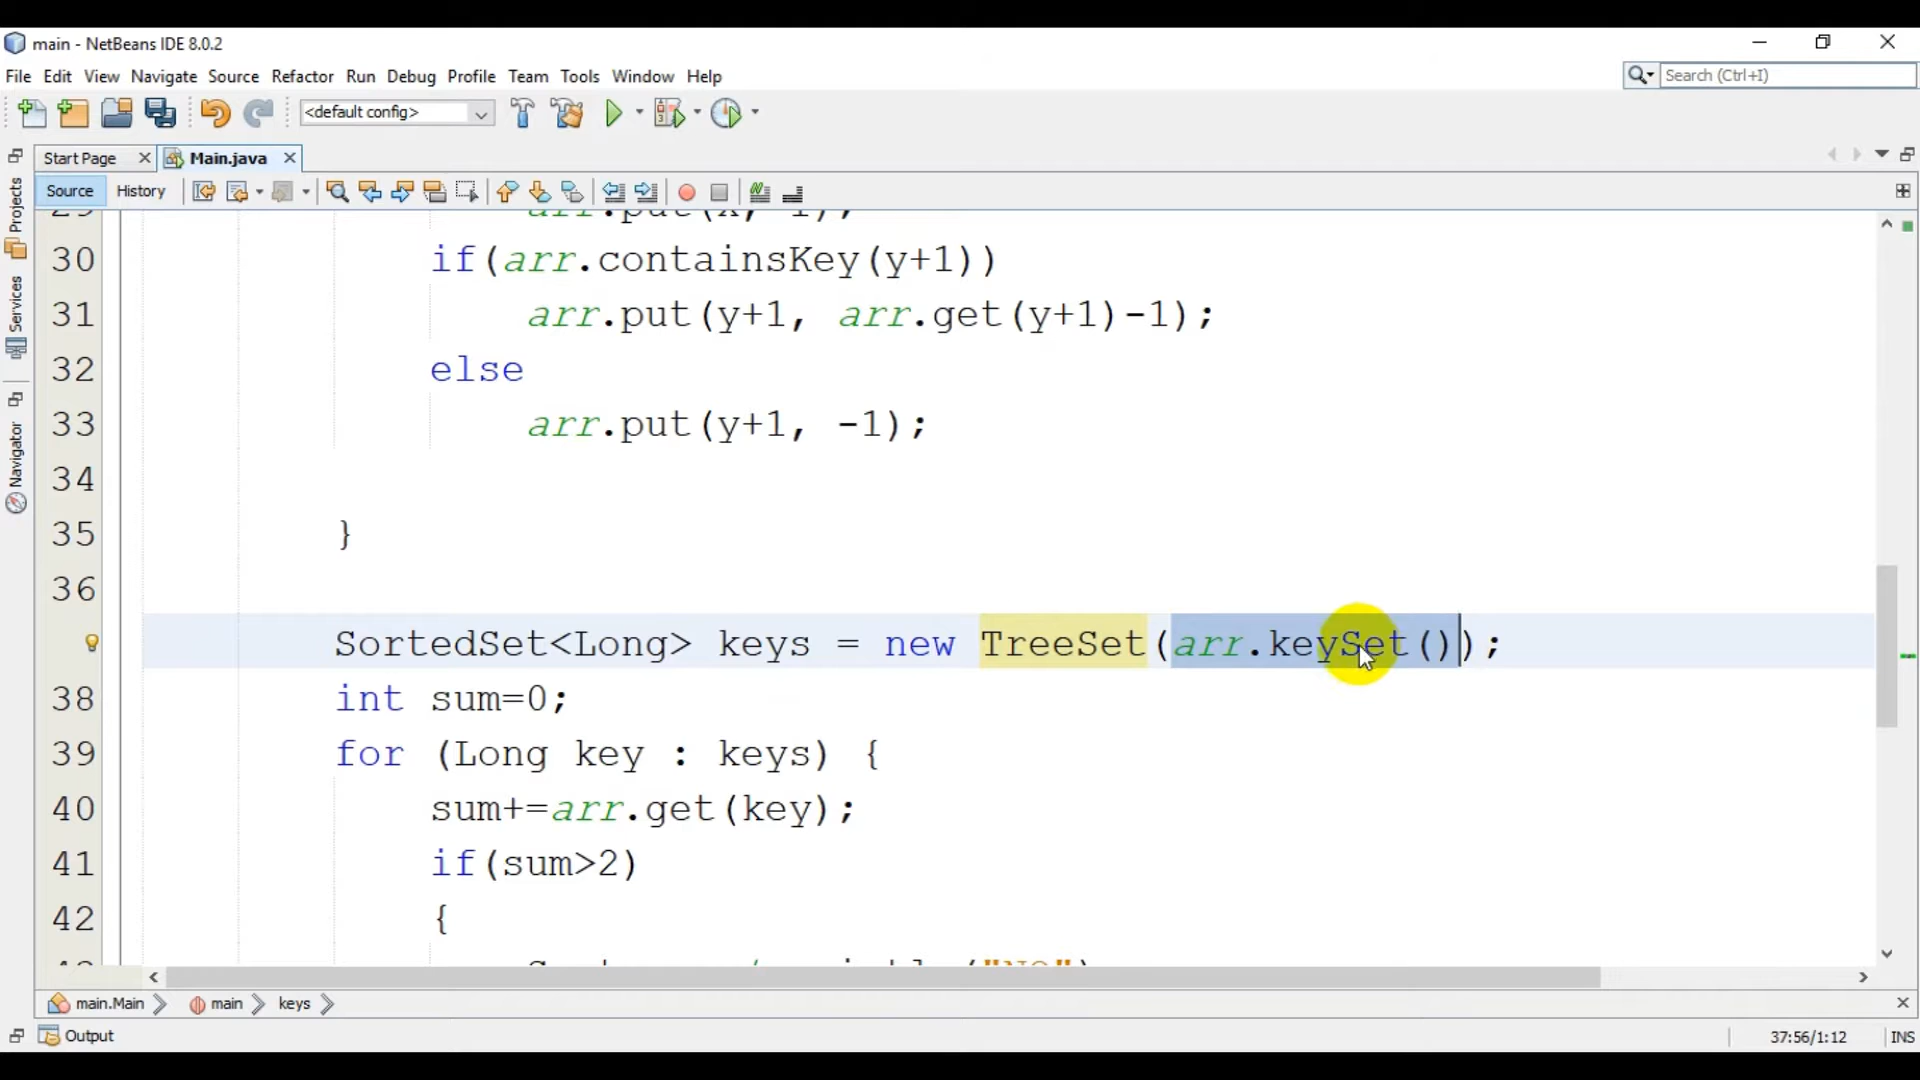 main - NetBeans IDE 8.0.2
File Edit View Navigate Source Refactor Run Debug Profile Team Tools Window Help
Search (Ctrl+I)
<default config>
Start Page
Main.java
Source History
Projects
Services
Navigator
30 if(arr.containsKey(y+1))
31 arr.put(y+1, arr.get(y+1)-1);
32 else
33 arr.put(y+1, -1);
34
35 }
36
SortedSet<Long> keys = new TreeSet(arr.keySet());
38 int sum=0;
39 for (Long key : keys) {
40 sum+=arr.get(key);
41 if(sum>2)
42 {
main.Main main keys
Output
37:56/1:12 INS